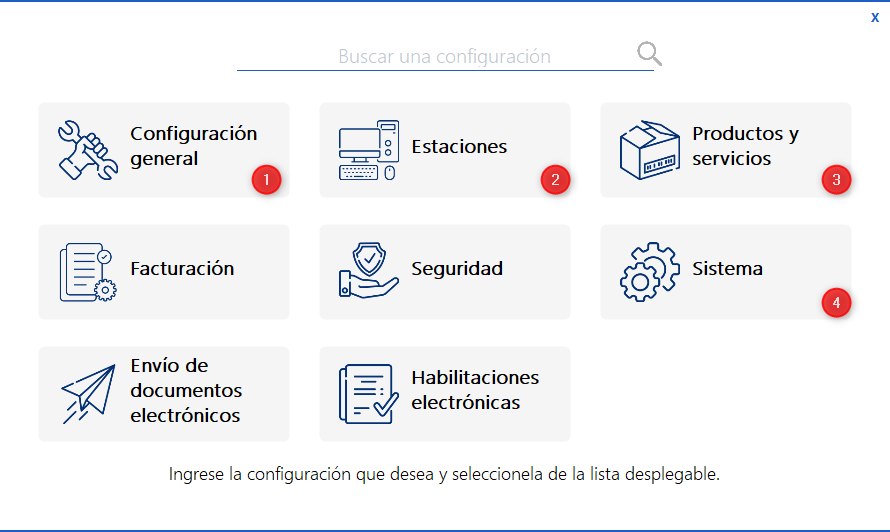 x
Buscar una configuración
Configuración
general
1
Estaciones
2
Productos y
servicios
3
Facturación
Seguridad
Sistema
4
Envío de
documentos
electrónicos
Habilitaciones
electrónicas
Ingrese la configuración que desea y seleccionela de la lista desplegable.